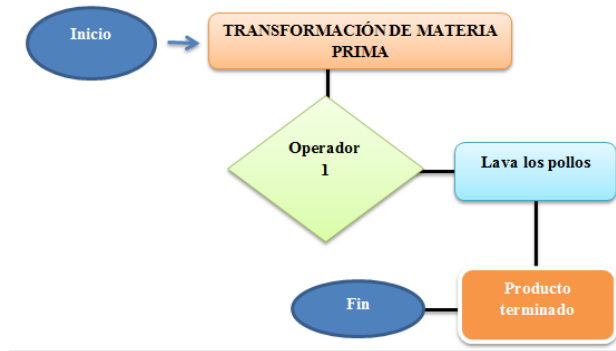 Inicio
TRANSFORMACIÓN DE MATERIA
PRIMA
Operador
1
Lava los pollos
Producto
terminado
Fin